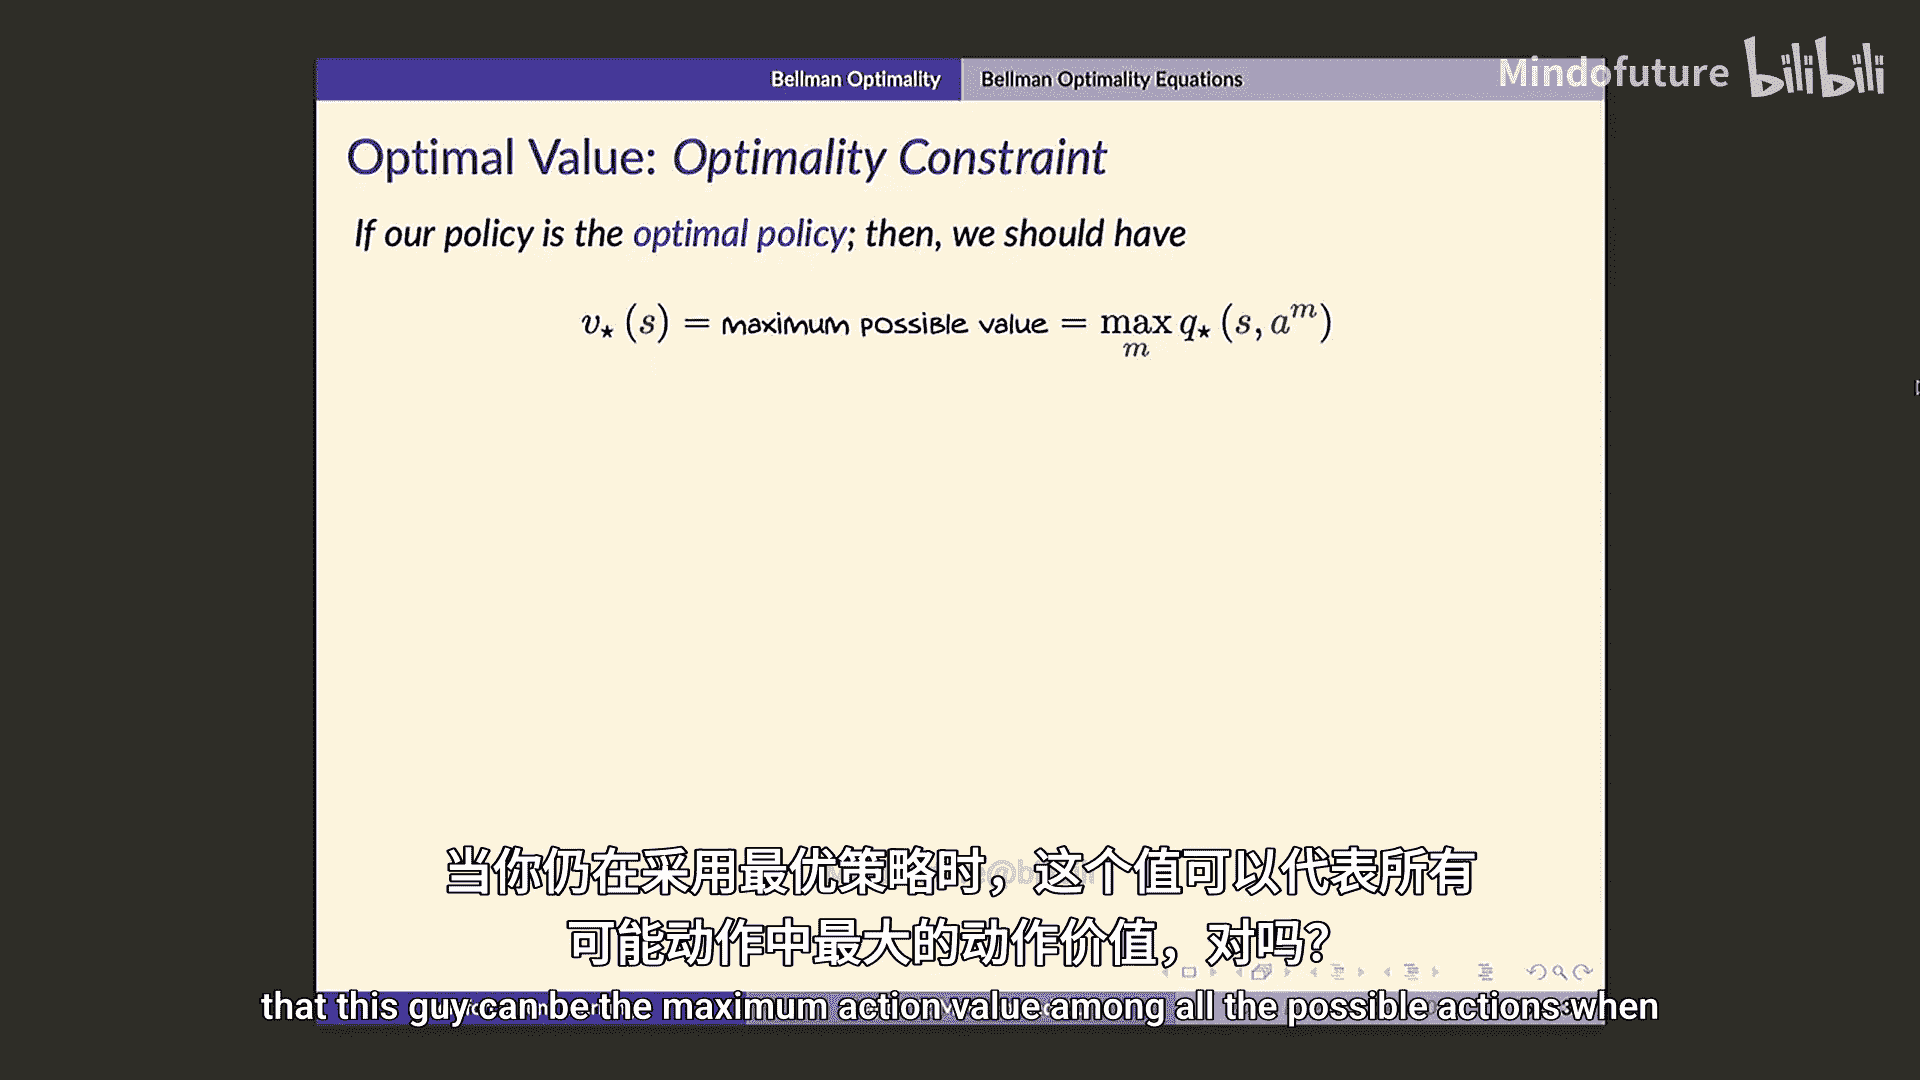 Bellman Optimality
Bellman Optimality Equations
Mindofuture bilibili
Optimal Value: Optimality Constraint
If our policy is the optimal policy; then, we should have
v⋆ (s) = maximum possible value = max_m q⋆ (s, a^m)
当你仍在采用最优策略时，这个值可以代表所有
可能动作中最大的动作价值，对吗？
that this guy can be the maximum action value among all the possible actions when